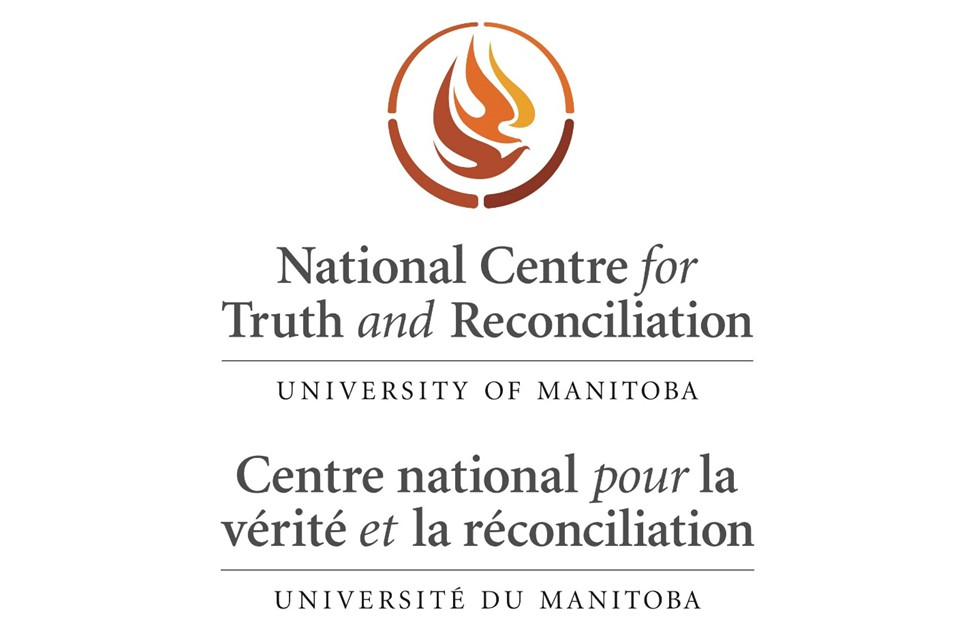 National Centre for
Truth and Reconciliation
UNIVERSITY OF MANITOBA
Centre national pour la
vérité et la réconciliation
UNIVERSITÉ DU MANITOBA